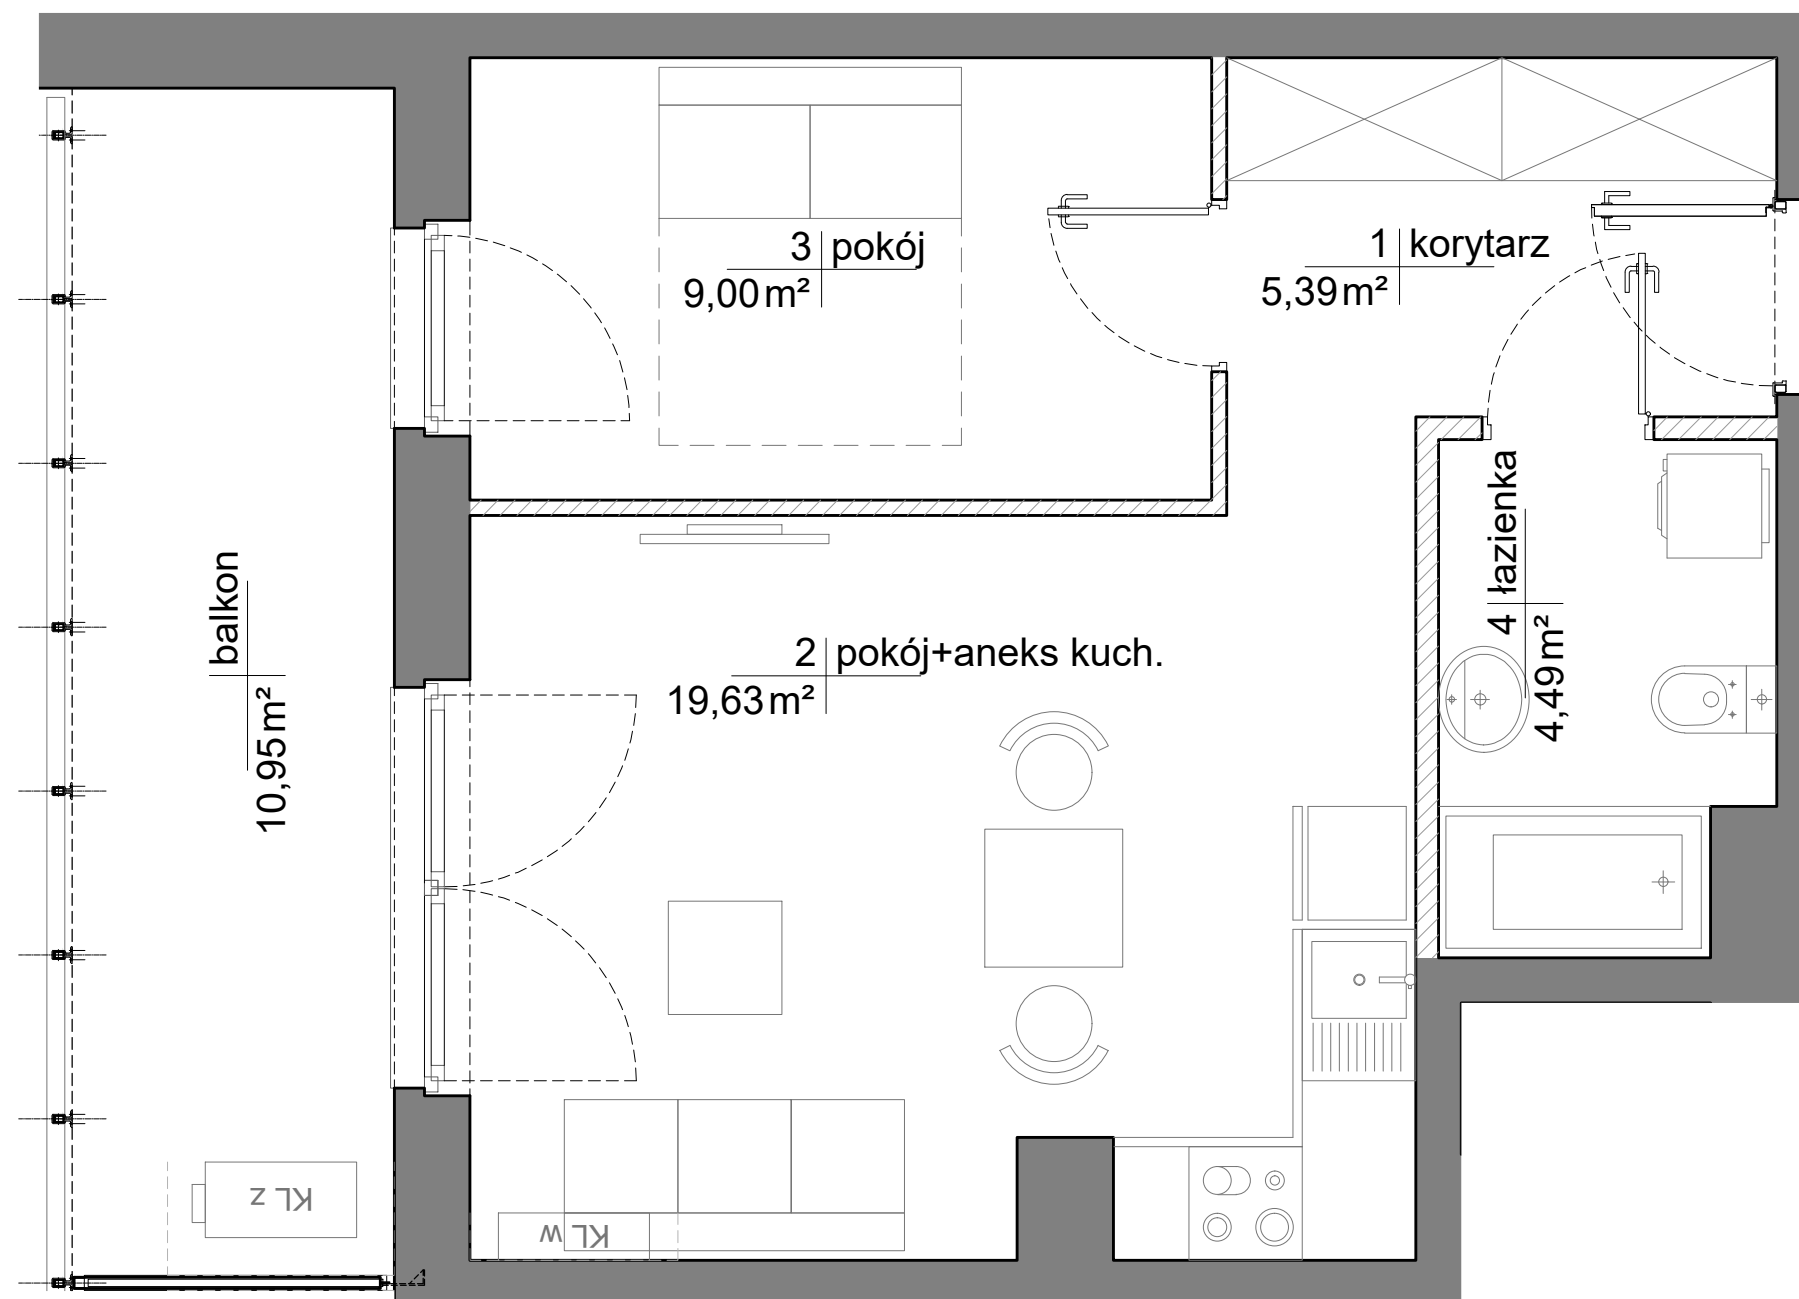 3 pokój
9,00 m²
1 korytarz
5,39 m²
balkon
10,95 m²
2 pokój+aneks kuch.
19,63 m²
4 łazienka
4,49 m²
KL z
KL w